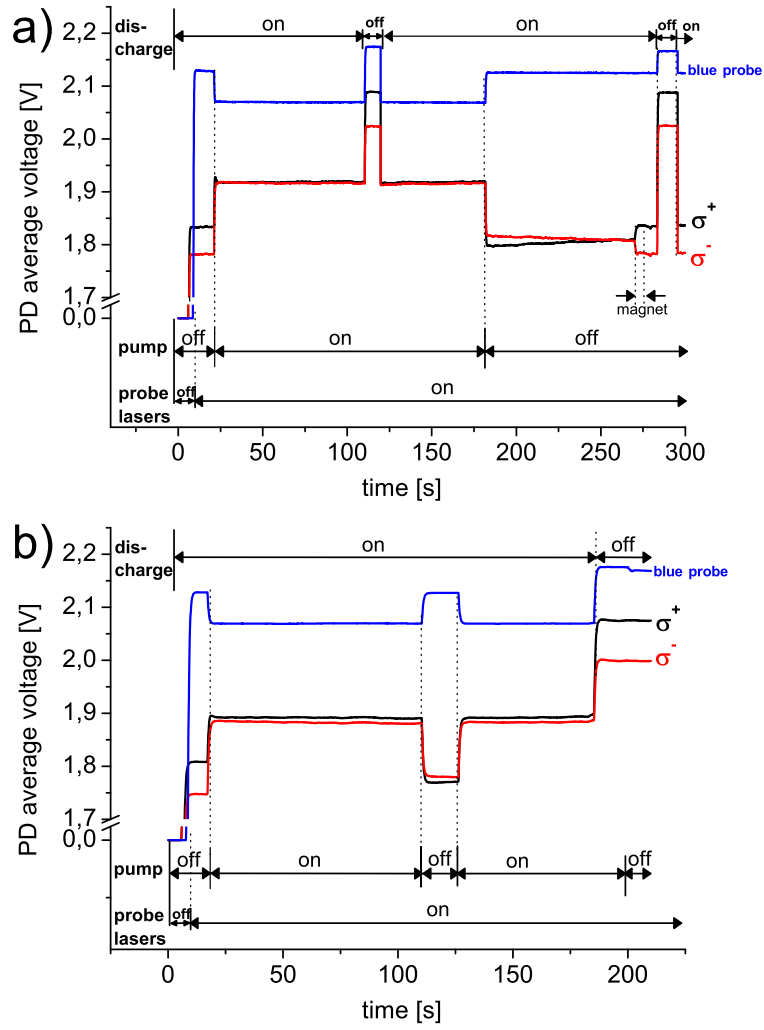 a)
dis-
charge
on
off
on
off
on
2,2
2,1
2,0
1,9
1,8
1,7
0,0
PD average voltage [V]
blue probe
σ+
σ-
magnet
pump
off
on
off
probe
lasers
off
on
0
50
100
150
200
250
300
time [s]
b)
dis-
charge
on
off
2,2
2,1
2,0
1,9
1,8
1,7
0,0
PD average voltage [V]
blue probe
σ+
σ-
pump
off
on
off
on
off
probe
lasers
off
on
0
50
100
150
200
time [s]